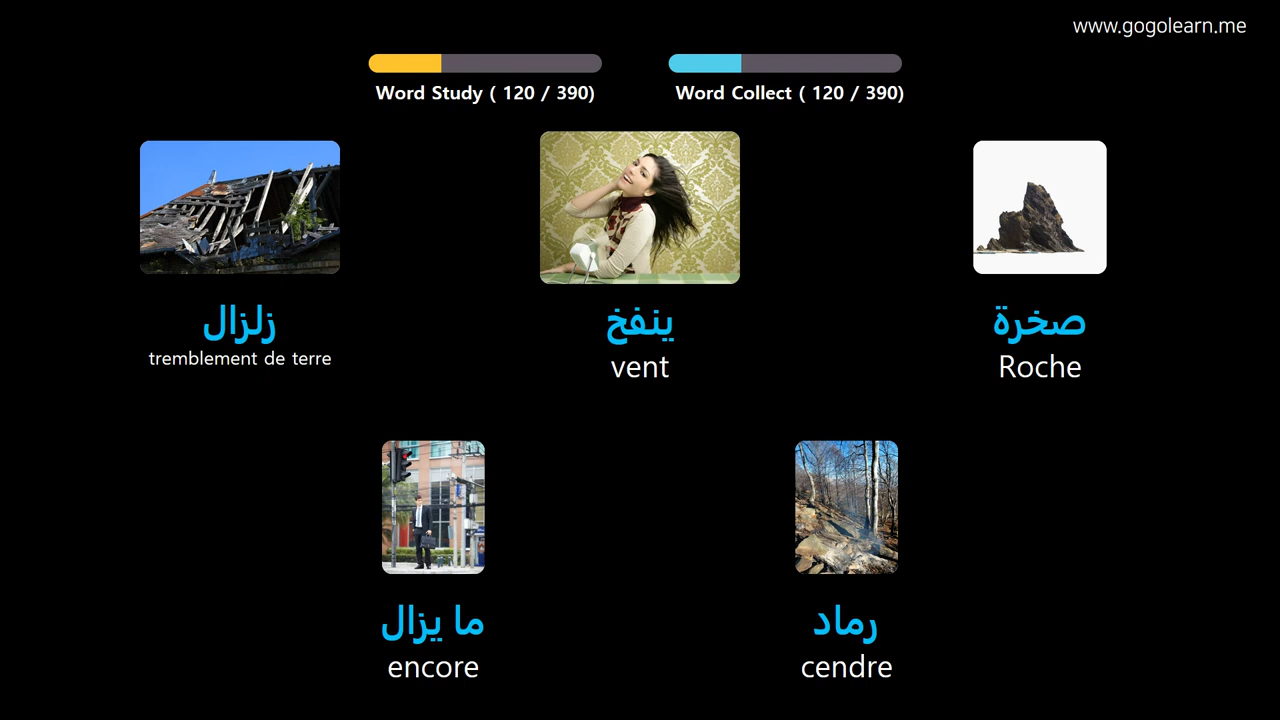 www.gogolearn.me
Word Study ( 120 / 390)
Word Collect ( 120 / 390)
زلزال
tremblement de terre
ينفخ
vent
صخرة
Roche
ما يزال
encore
رماد
cendre